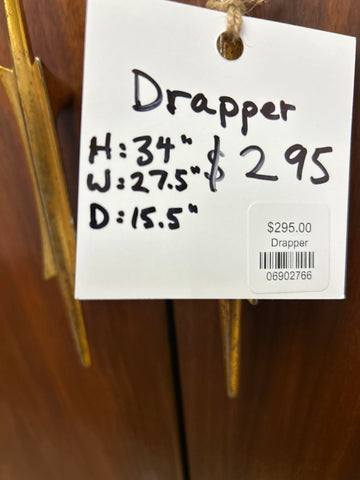 Drapper
H: 34"
W: 27.5" $295
D: 15.5"
$295.00
Drapper
06902766